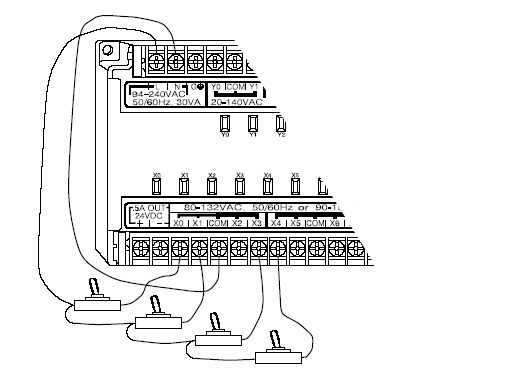 L N G
94-240VAC
50/60Hz, 30VA
Y0 COM Y1
20-140VAC
Y0 Y1 Y2
X0 X1 X2 X3 X4 X5
.5A OUT
24VDC
+ -
80-132VAC, 50/60Hz or 90-1
X0 X1 COM X2 X3 X4 X5 COM X6